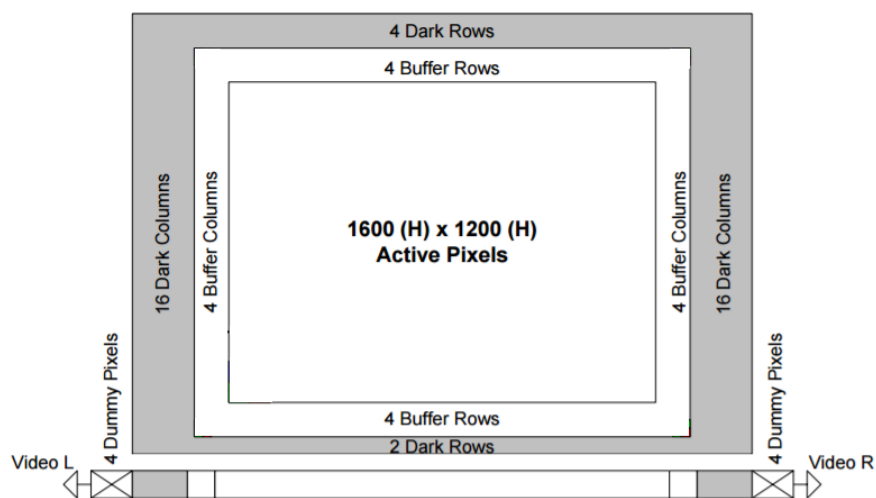 4 Dark Rows
4 Buffer Rows
16 Dark Columns
4 Buffer Columns
1600 (H) x 1200 (H)
Active Pixels
4 Buffer Columns
16 Dark Columns
4 Dummy Pixels
4 Buffer Rows
4 Dummy Pixels
2 Dark Rows
Video L
Video R